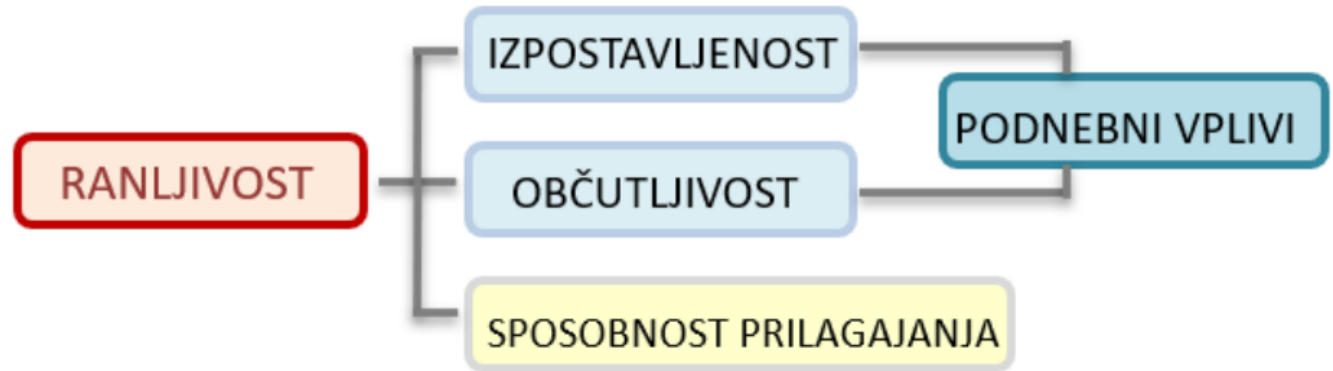 IZPOSTAVLJENOST
PODNEBNI VPLIVI
RANLJIVOST
OBČUTLJIVOST
SPOSOBNOST PRILAGAJANJA